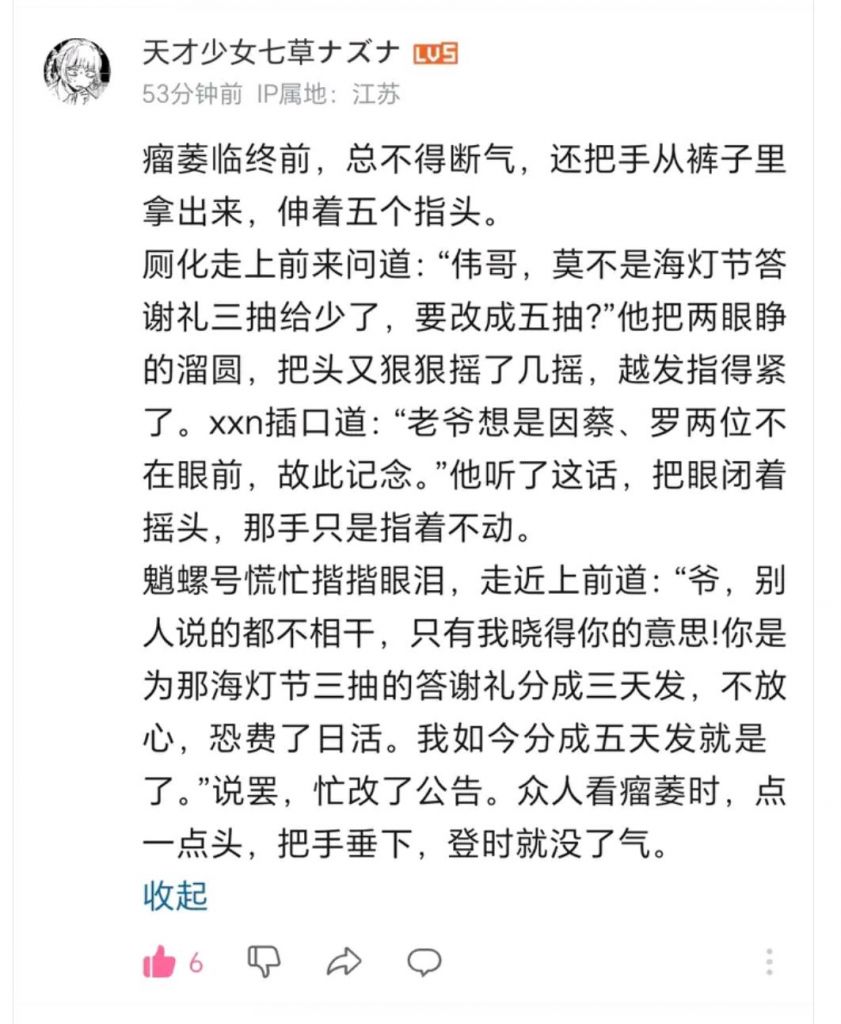 天才少女七草ナズナ LV5
53分钟前 IP属地：江苏
瘤萎临终前，总不得断气，还把手从裤子里
拿出来，伸着五个指头。
厕化走上前来问道：“伟哥，莫不是海灯节答
谢礼三抽给少了，要改成五抽?”他把两眼睁
的溜圆，把头又狠狠摇了几摇，越发指得紧
了。xxn插口道：“老爷想是因蔡、罗两位不
在眼前，故此记念。”他听了这话，把眼闭着
摇头，那手只是指着不动。
魈螺号慌忙揩揩眼泪，走近上前道：“爷，别
人说的都不相干，只有我晓得你的意思!你是
为那海灯节三抽的答谢礼分成三天发，不放
心，恐费了日活。我如今分成五天发就是
了。”说罢，忙改了公告。众人看瘤萎时，点
一点头，把手垂下，登时就没了气。
收起
6